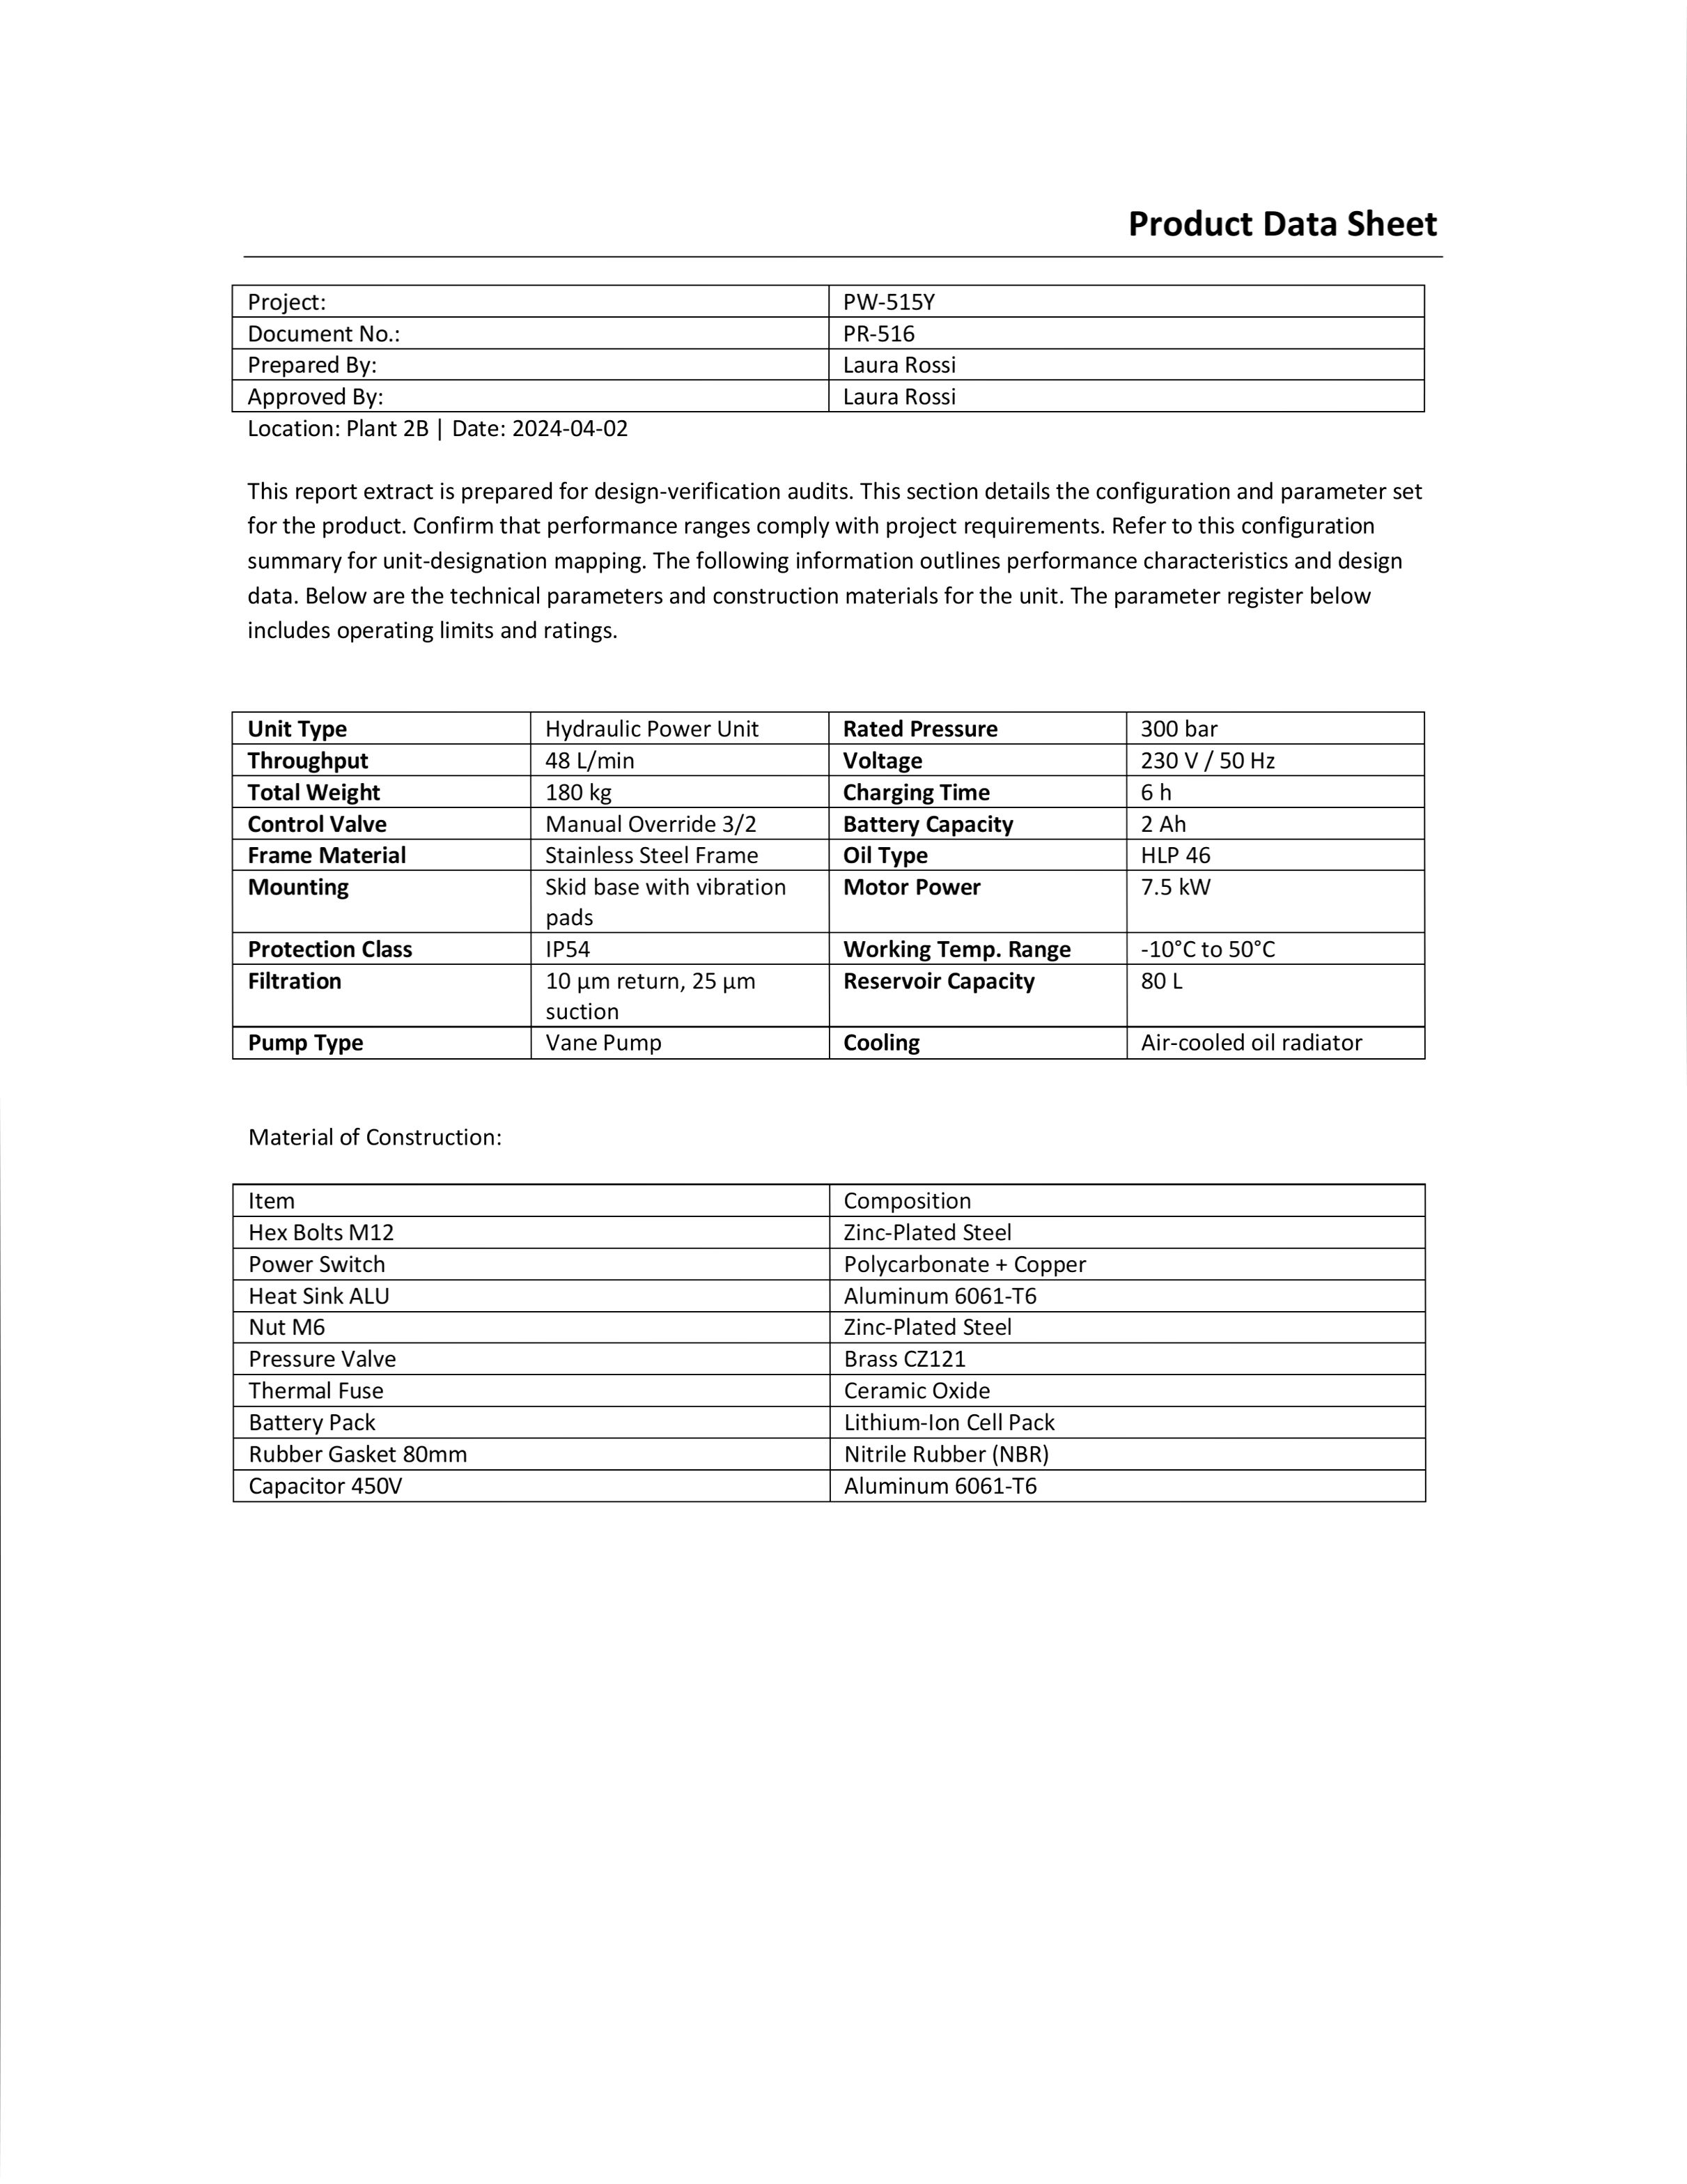 Product Data Sheet
Project: PW-515Y
Document No.: PR-516
Prepared By: Laura Rossi
Approved By: Laura Rossi
Location: Plant 2B | Date: 2024-04-02
This report extract is prepared for design-verification audits. This section details the configuration and parameter set
for the product. Confirm that performance ranges comply with project requirements. Refer to this configuration
summary for unit-designation mapping. The following information outlines performance characteristics and design
data. Below are the technical parameters and construction materials for the unit. The parameter register below
includes operating limits and ratings.
Unit Type Hydraulic Power Unit Rated Pressure 300 bar
Throughput 48 L/min Voltage 230 V / 50 Hz
Total Weight 180 kg Charging Time 6 h
Control Valve Manual Override 3/2 Battery Capacity 2 Ah
Frame Material Stainless Steel Frame Oil Type HLP 46
Mounting Skid base with vibration Motor Power 7.5 kW
pads
Protection Class IP54 Working Temp. Range -10°C to 50°C
Filtration 10 µm return, 25 µm Reservoir Capacity 80 L
suction
Pump Type Vane Pump Cooling Air-cooled oil radiator
Material of Construction:
Item Composition
Hex Bolts M12 Zinc-Plated Steel
Power Switch Polycarbonate + Copper
Heat Sink ALU Aluminum 6061-T6
Nut M6 Zinc-Plated Steel
Pressure Valve Brass CZ121
Thermal Fuse Ceramic Oxide
Battery Pack Lithium-Ion Cell Pack
Rubber Gasket 80mm Nitrile Rubber (NBR)
Capacitor 450V Aluminum 6061-T6